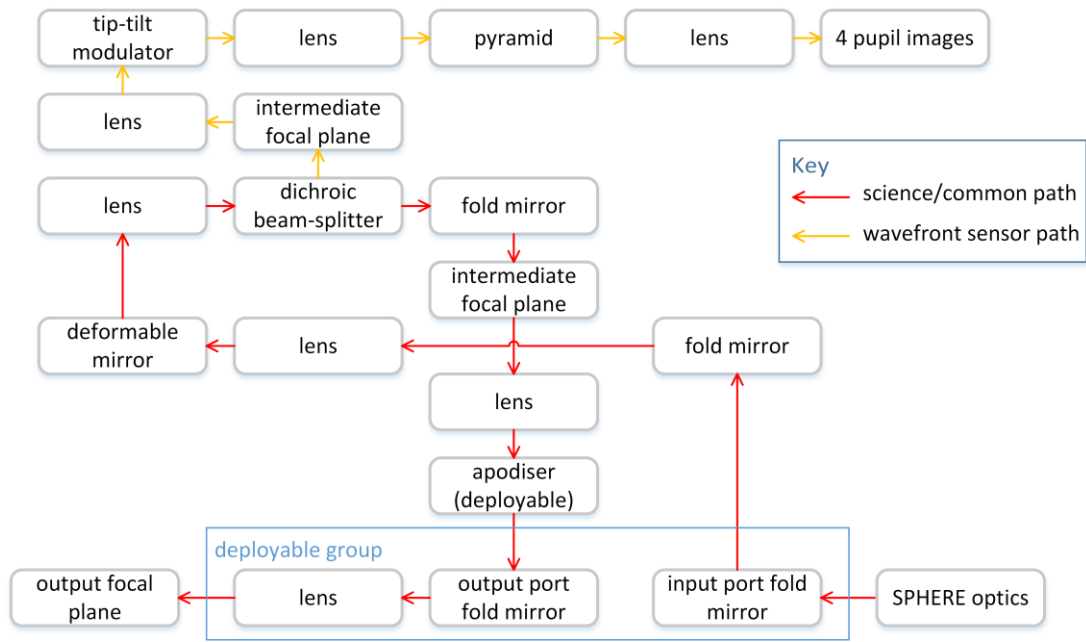 tip-tilt
modulator
lens
pyramid
lens
4 pupil images
lens
intermediate
focal plane
Key
science/common path
wavefront sensor path
lens
dichroic
beam-splitter
fold mirror
intermediate
focal plane
deformable
mirror
lens
fold mirror
lens
apodiser
(deployable)
deployable group
output focal
plane
lens
output port
fold mirror
input port fold
mirror
SPHERE optics